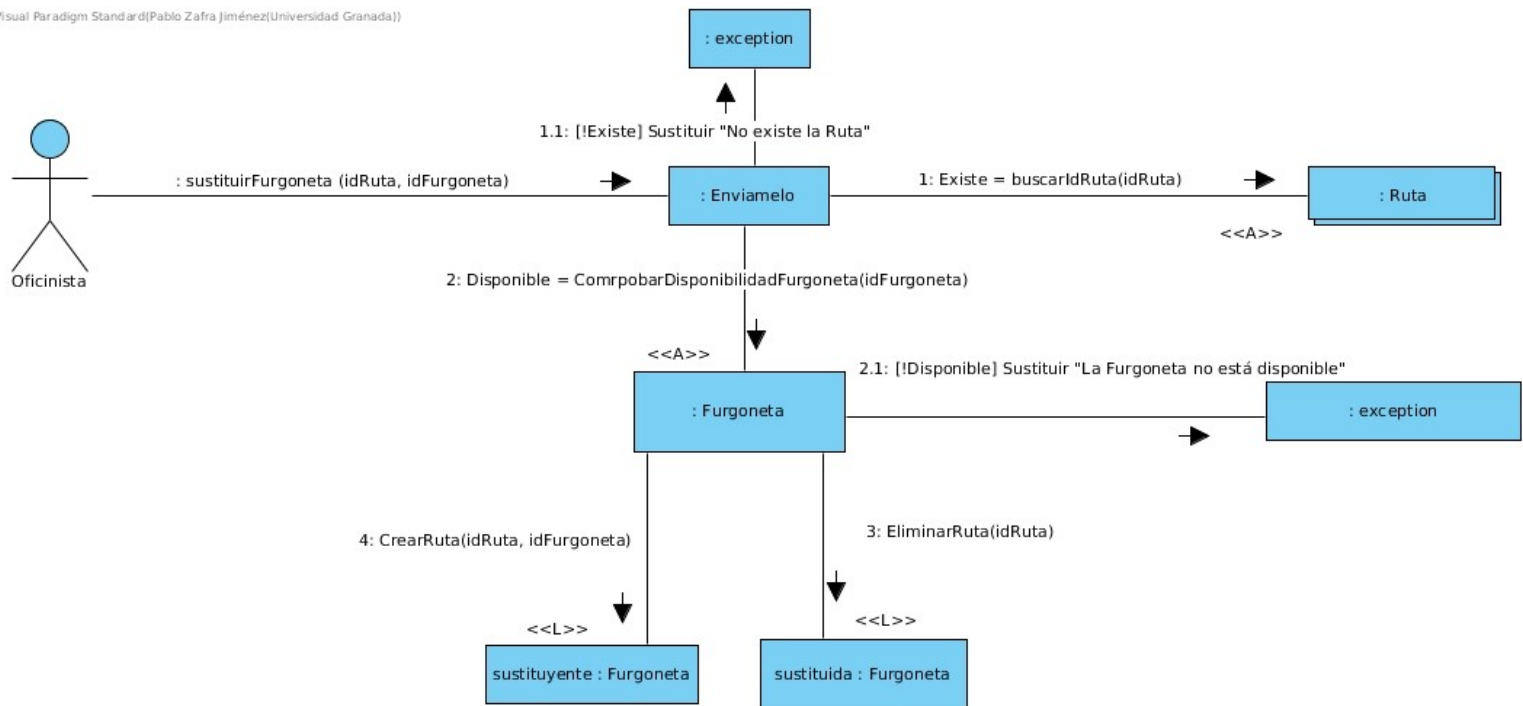 Visual Paradigm Standard(Pablo Zafra Jiménez(Universidad Granada))
: exception
1.1: [!Existe] Sustituir "No existe la Ruta"
: sustituirFurgoneta (idRuta, idFurgoneta)
: Enviamelo
1: Existe = buscarIdRuta(idRuta)
: Ruta
<<A>>
Oficinista
2: Disponible = ComrpobarDisponibilidadFurgoneta(idFurgoneta)
<<A>>
2.1: [!Disponible] Sustituir "La Furgoneta no está disponible"
: Furgoneta
: exception
4: CrearRuta(idRuta, idFurgoneta)
3: EliminarRuta(idRuta)
<<L>>
<<L>>
sustituyente : Furgoneta
sustituida : Furgoneta